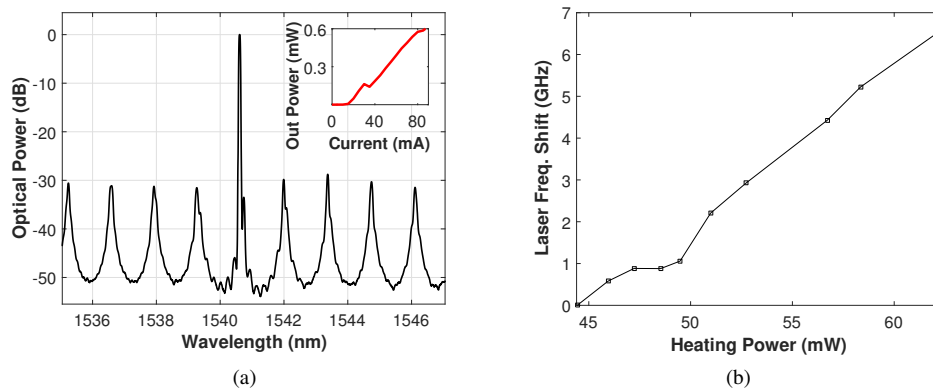 0
-10
-20
-30
-40
-50
Optical Power (dB)
1536 1538 1540 1542 1544 1546
Wavelength (nm)
0.6
0.3
Out Power (mW)
0 40 80
Current (mA)
(a)
7
6
5
4
3
2
1
0
Laser Freq. Shift (GHz)
45 50 55 60
Heating Power (mW)
(b)